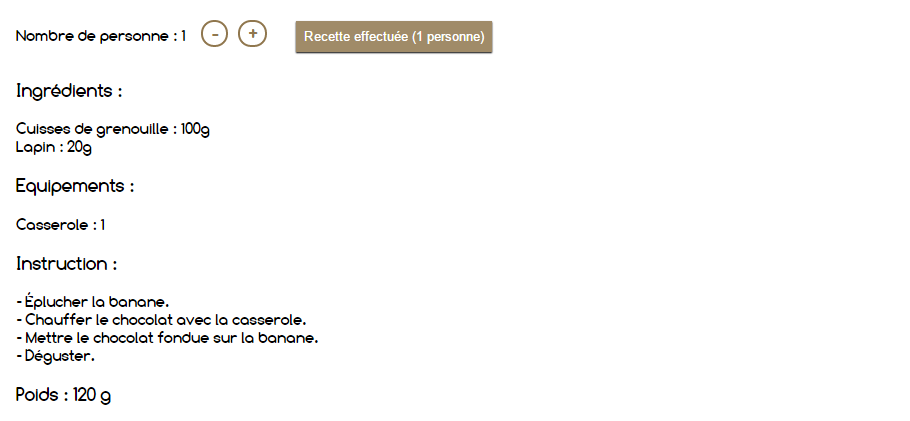 Nombre de personne : 1 - + Recette effectuée (1 personne)
Ingrédients :
Cuisses de grenouille : 100g
Lapin : 20g
Equipements :
Casserole : 1
Instruction :
- Éplucher la banane.
- Chauffer le chocolat avec la casserole.
- Mettre le chocolat fondue sur la banane.
- Déguster.
Poids : 120 g